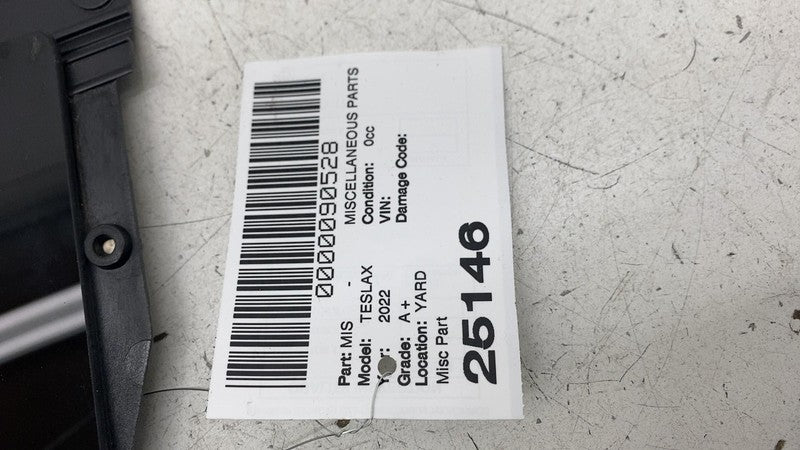 0000090528
Part: MIS - MISCELLANEOUS PARTS
Model: TESLAX Condition: 0cc
Year: 2022 VIN:
Grade: A+ Damage Code:
Location: YARD
Misc Part
25146